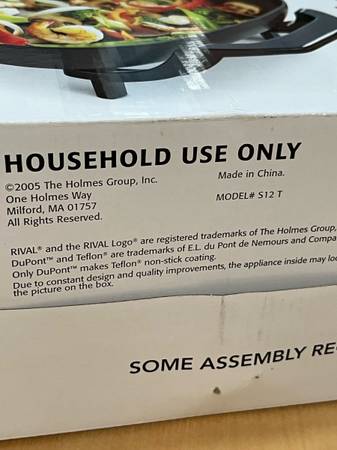 HOUSEHOLD USE ONLY
©2005 The Holmes Group, Inc.
One Holmes Way
Milford, MA 01757
All Rights Reserved.
Made in China.
MODEL# S12 T
RIVAL® and the RIVAL Logo® are registered trademarks of The Holmes Group,
DuPont™ and Teflon® are trademarks of E.I. du Pont de Nemours and Compa
Only DuPont™ makes Teflon® non-stick coating.
Due to constant design and quality improvements, the appliance inside may loo
the picture on the box.
SOME ASSEMBLY RE